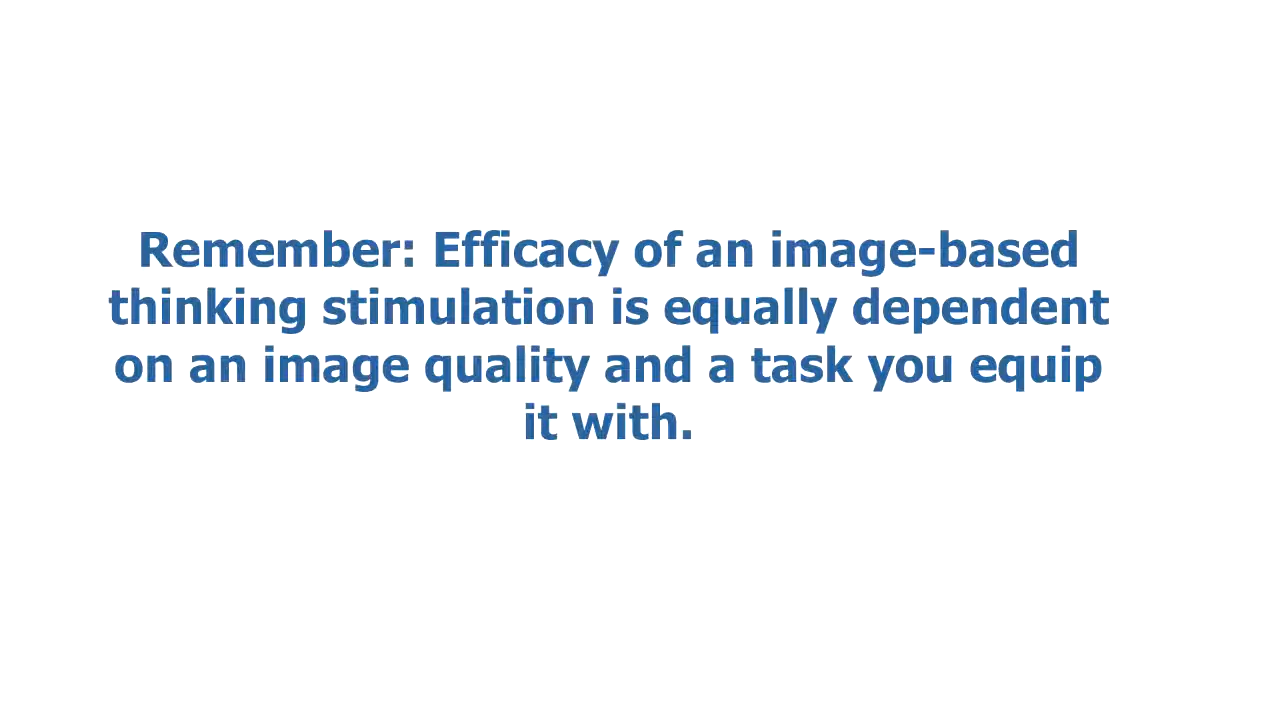 Remember: Efficacy of an image-based
thinking stimulation is equally dependent
on an image quality and a task you equip
it with.